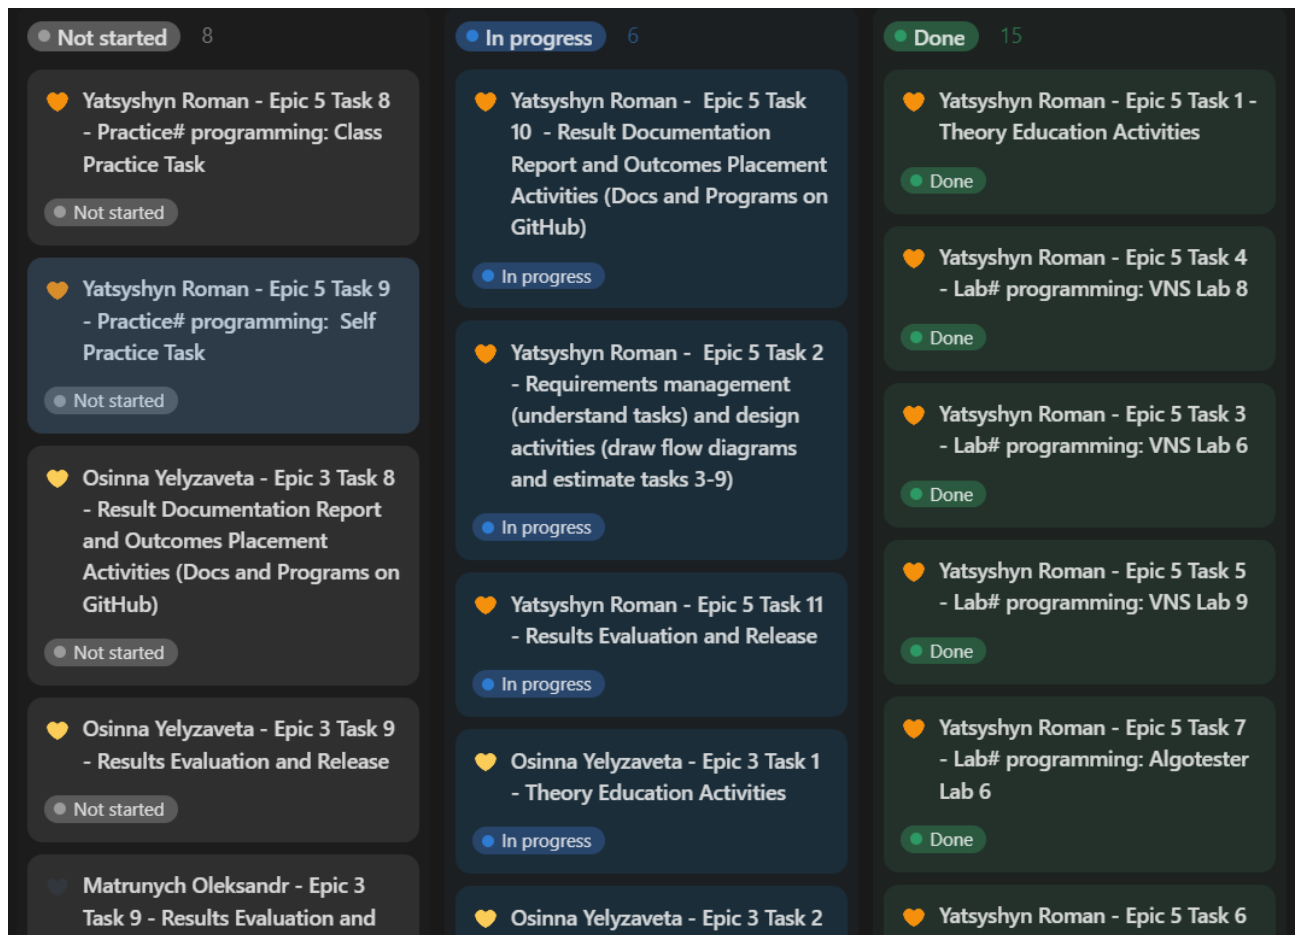 Not started 8
Yatsyshyn Roman - Epic 5 Task 8
- Practice# programming: Class
Practice Task
Not started
Yatsyshyn Roman - Epic 5 Task 9
- Practice# programming:  Self
Practice Task
Not started
Osinna Yelyzaveta - Epic 3 Task 8
- Result Documentation Report
and Outcomes Placement
Activities (Docs and Programs on
GitHub)
Not started
Osinna Yelyzaveta - Epic 3 Task 9
- Results Evaluation and Release
Not started
Matrunych Oleksandr - Epic 3
Task 9 - Results Evaluation and
In progress 6
Yatsyshyn Roman -  Epic 5 Task
10  - Result Documentation
Report and Outcomes Placement
Activities (Docs and Programs on
GitHub)
In progress
Yatsyshyn Roman -  Epic 5 Task 2
- Requirements management
(understand tasks) and design
activities (draw flow diagrams
and estimate tasks 3-9)
In progress
Yatsyshyn Roman - Epic 5 Task 11
- Results Evaluation and Release
In progress
Osinna Yelyzaveta - Epic 3 Task 1
- Theory Education Activities
In progress
Osinna Yelyzaveta - Epic 3 Task 2
Done 15
Yatsyshyn Roman - Epic 5 Task 1 -
Theory Education Activities
Done
Yatsyshyn Roman - Epic 5 Task 4
- Lab# programming: VNS Lab 8
Done
Yatsyshyn Roman - Epic 5 Task 3
- Lab# programming: VNS Lab 6
Done
Yatsyshyn Roman - Epic 5 Task 5
- Lab# programming: VNS Lab 9
Done
Yatsyshyn Roman - Epic 5 Task 7
- Lab# programming: Algotester
Lab 6
Done
Yatsyshyn Roman - Epic 5 Task 6